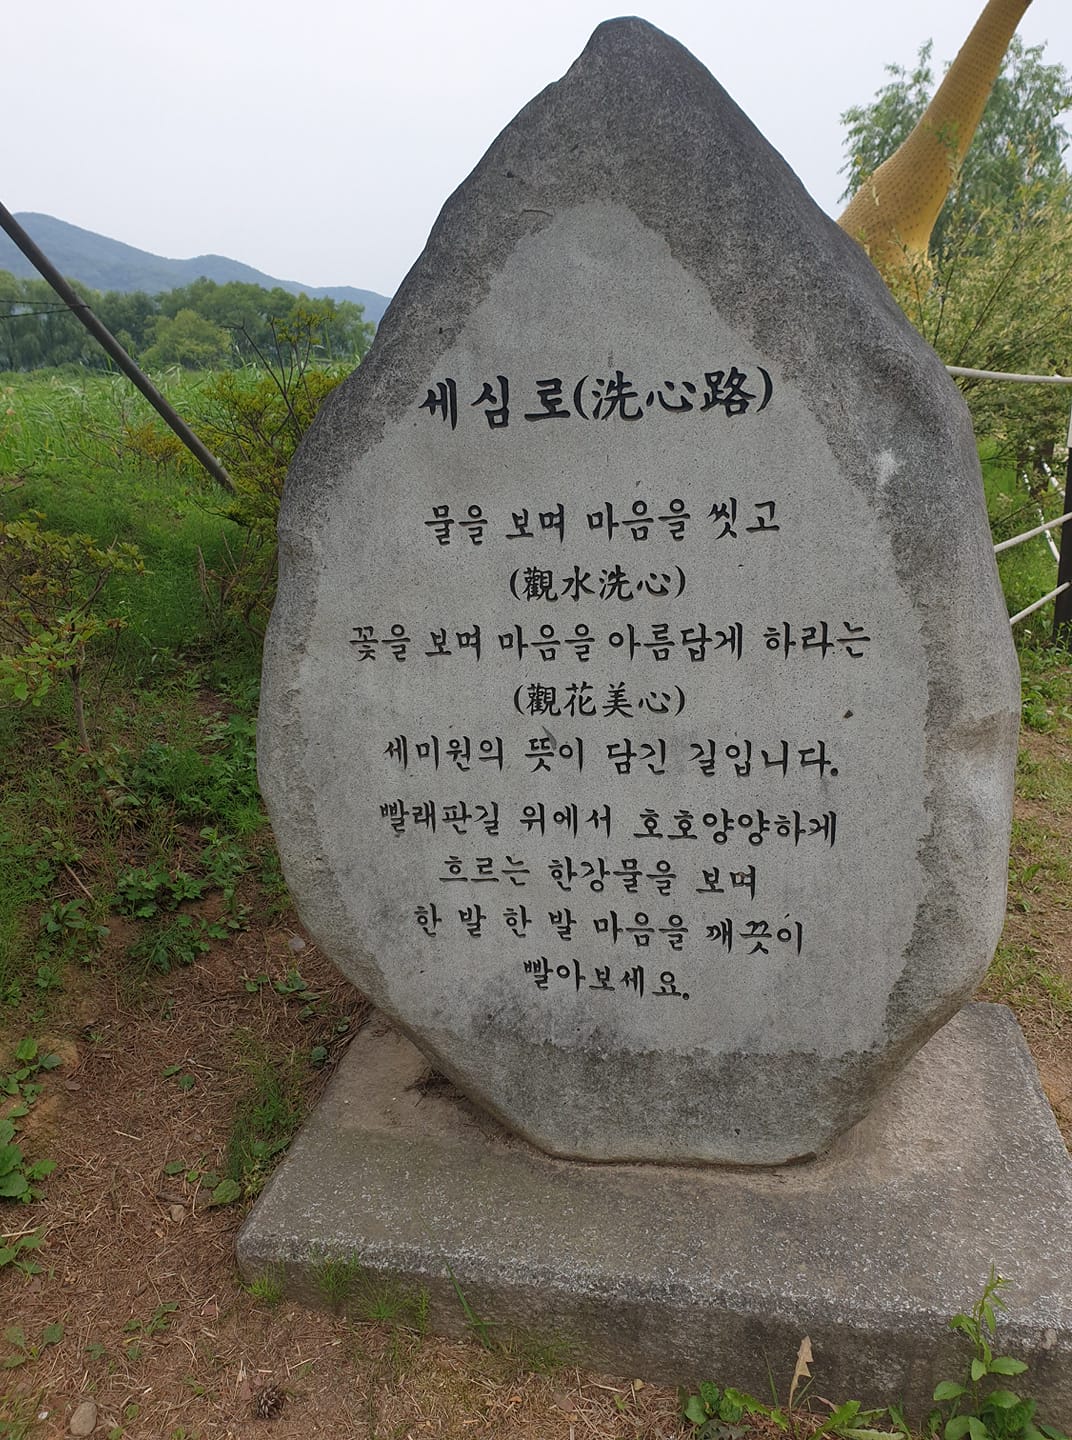 세심로(洗心路)
물을 보며 마음을 씻고
(觀水洗心)
꽃을 보며 마음을 아름답게 하라는
(觀花美心)
세미원의 뜻이 담긴 길입니다.
빨래판길 위에서 호호양양하게
흐르는 한강물을 보며
한 발 한 발 마음을 깨끗이
빨아보세요.